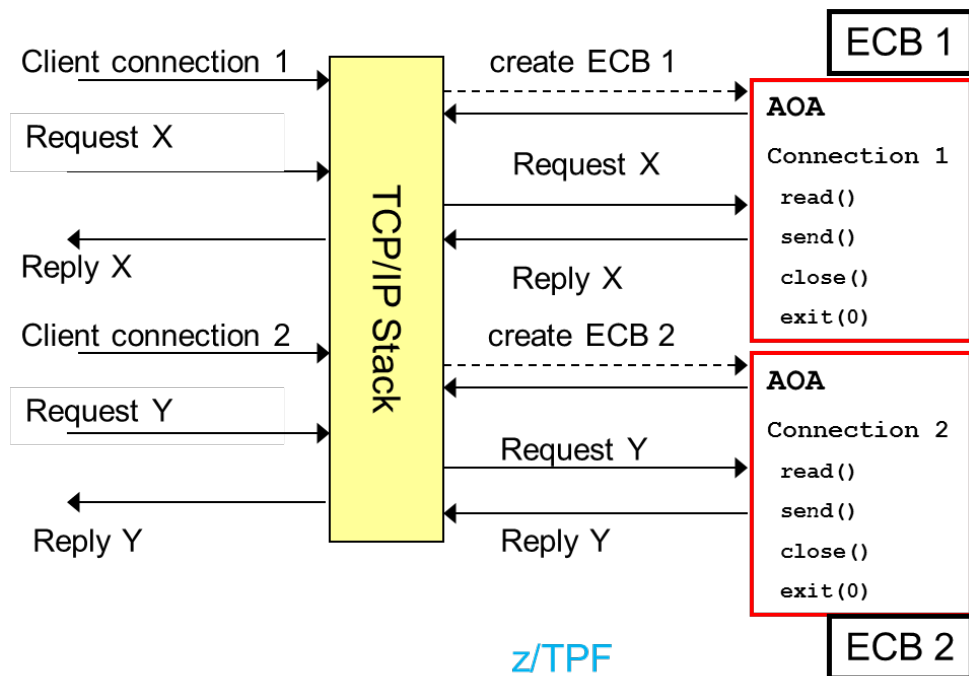 ECB 1
Client connection 1
create ECB 1
AOA
Request X
Connection 1
Request X
read()
send()
Reply X
Reply X
close()
exit(0)
TCP/IP Stack
Client connection 2
create ECB 2
AOA
Request Y
Connection 2
Request Y
read()
send()
Reply Y
Reply Y
close()
exit(0)
z/TPF
ECB 2